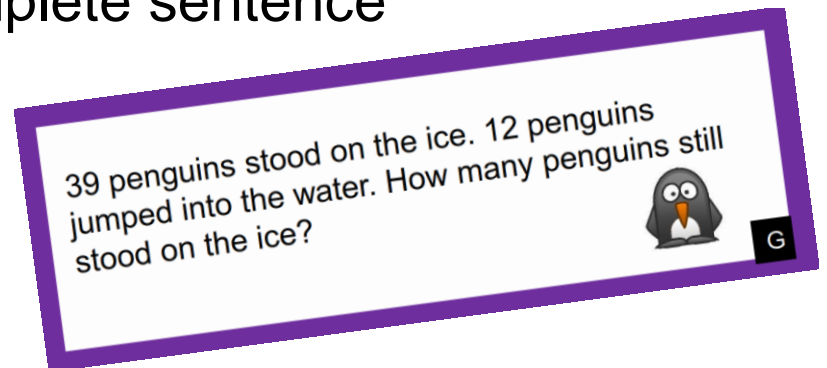 sentence
39 penguins stood on the ice. 12 penguins
jumped into the water. How many penguins still
stood on the ice?
G